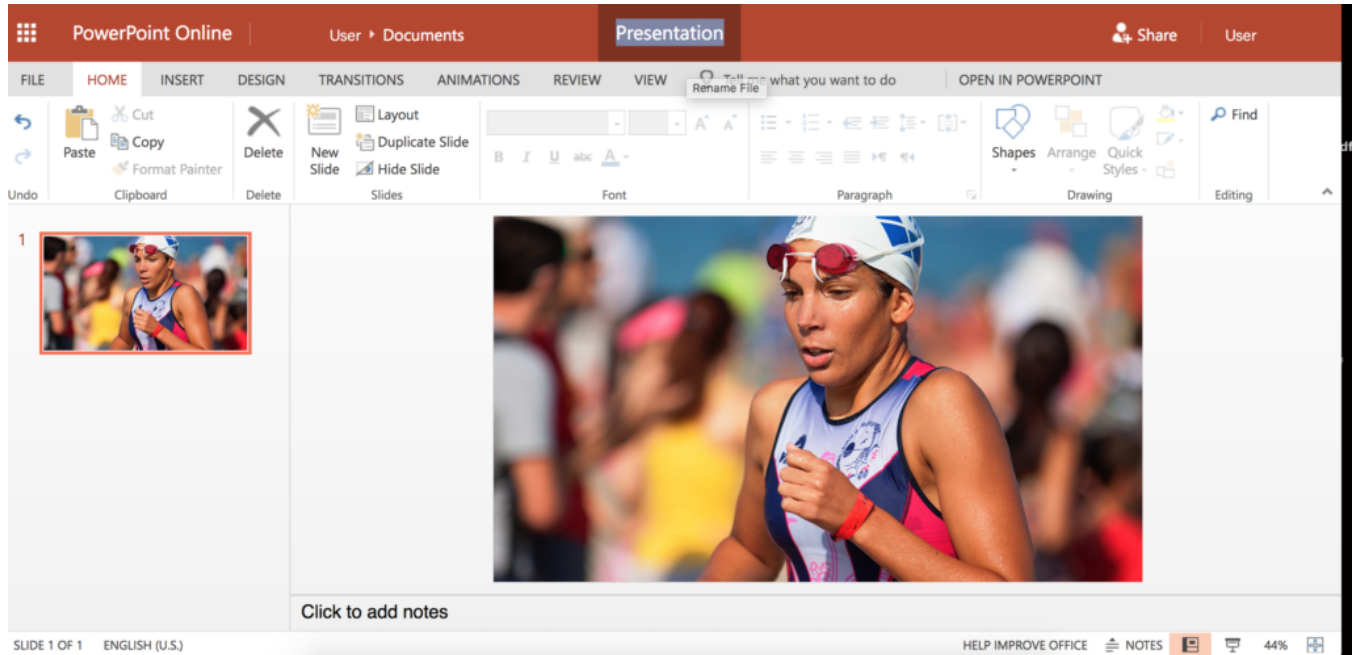 PowerPoint Online
User ▸ Documents
Presentation
Share
User
FILE HOME INSERT DESIGN TRANSITIONS ANIMATIONS REVIEW VIEW Tell me what you want to do OPEN IN POWERPOINT
Rename File
Paste
Cut
Copy
Format Painter
Delete
New Slide
Layout
Duplicate Slide
Hide Slide
B I U abc A
A A
Shapes
Arrange
Quick Styles
Find
Undo Clipboard Delete Slides Font Paragraph Drawing Editing
df
1
Click to add notes
SLIDE 1 OF 1 ENGLISH (U.S.) HELP IMPROVE OFFICE NOTES 44%